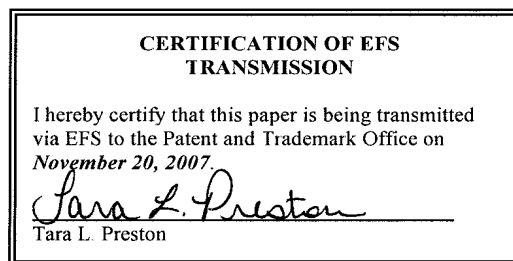 CERTIFICATION OF EFS
TRANSMISSION
I hereby certify that this paper is being transmitted
via EFS to the Patent and Trademark Office on
November 20, 2007.
Tara L. Preston
Tara L. Preston